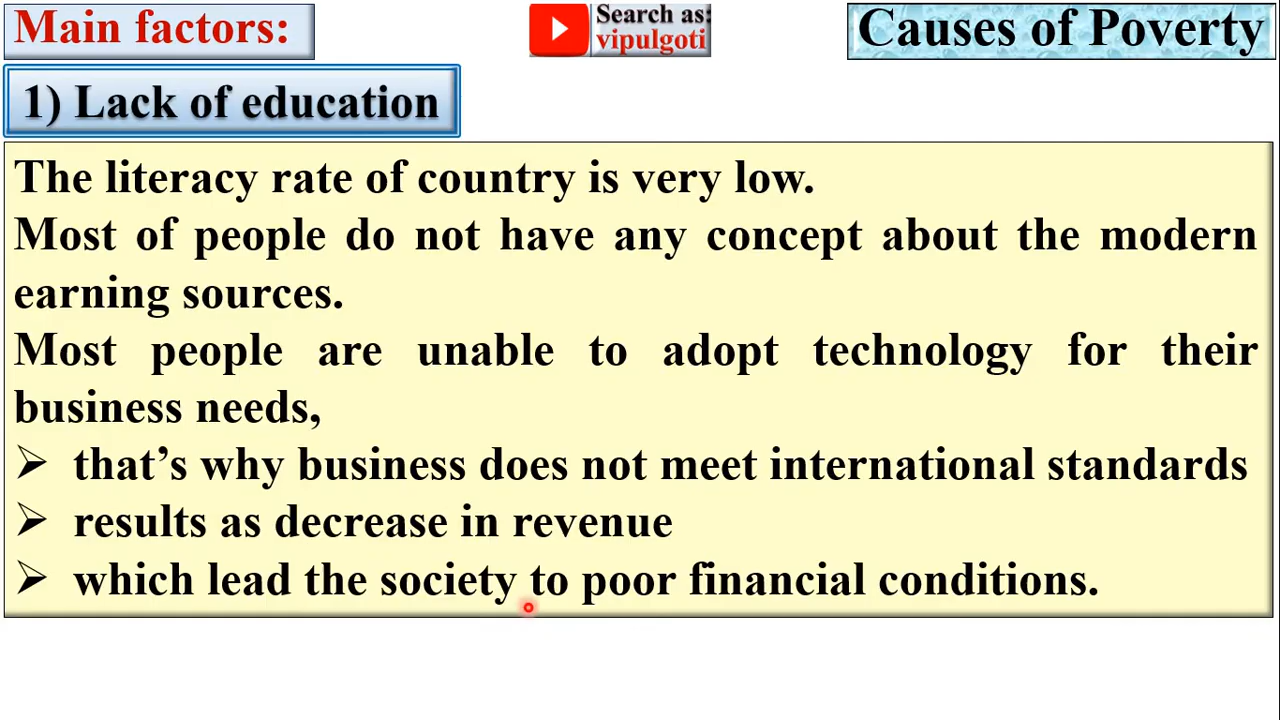 Main factors:
Search as:
vipulgoti
Causes of Poverty
1) Lack of education
The literacy rate of country is very low.
Most of people do not have any concept about the modern
earning sources.
Most people are unable to adopt technology for their
business needs,
➢ that’s why business does not meet international standards
➢ results as decrease in revenue
➢ which lead the society to poor financial conditions.